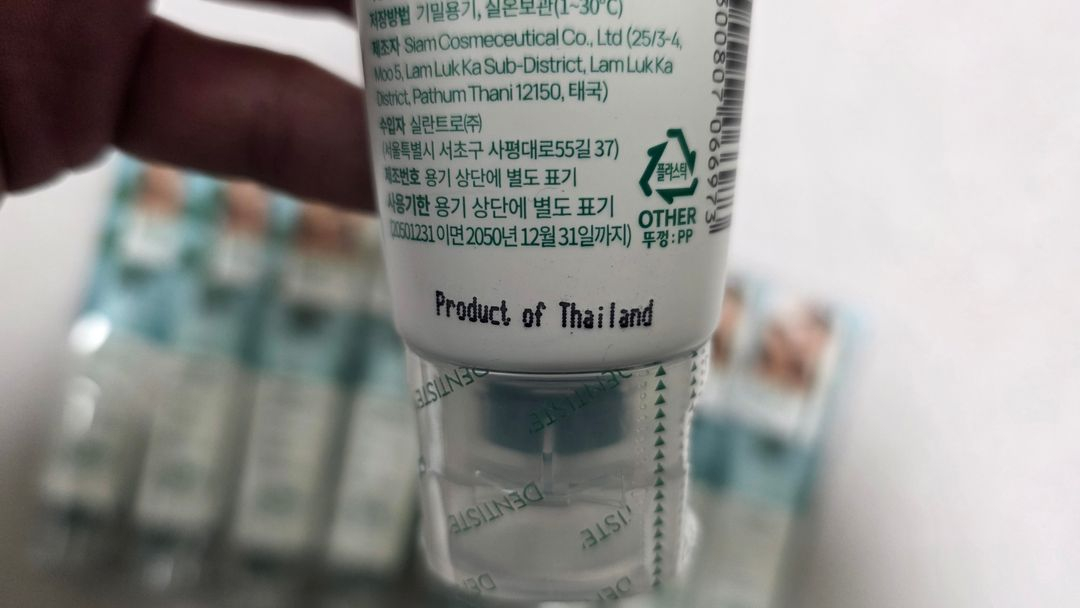 저장방법 기밀용기, 실온보관(1~30℃)
제조자 Siam Cosmeceutical Co., Ltd (25/3-4,
Moo 5, Lam Luk Ka Sub-District, Lam Luk Ka
District, Pathum Thani 12150, 태국)
수입자 실란트로㈜
(서울특별시 서초구 사평대로55길 37)
제조번호 용기 상단에 별도 표기
사용기한 용기 상단에 별도 표기
(20501231 이면 2050년 12월 31일까지)
플라스틱
OTHER
뚜껑 : PP
Product of Thailand
DENTISTE'
DENTISTE'
DENTISTE'